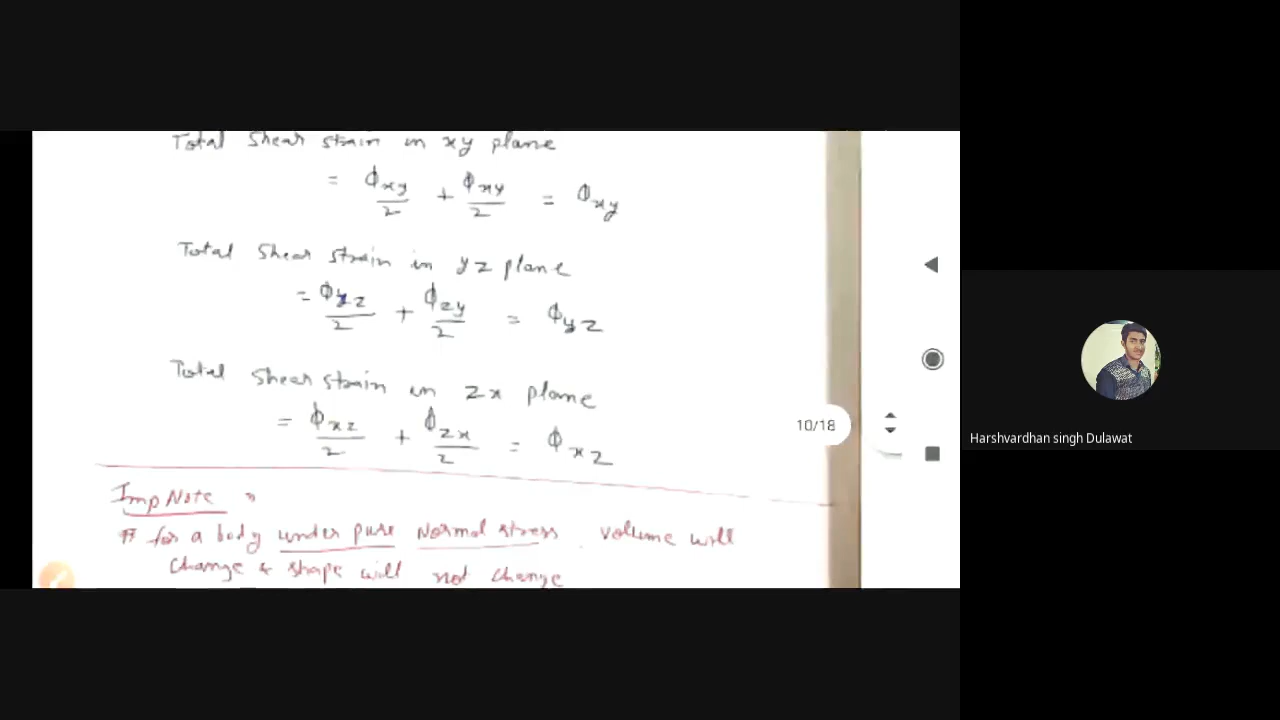 Total Shear strain in xy plane
= ϕxy/2 + ϕxy/2 = ϕxy
Total Shear strain in yz plane
= ϕyz/2 + ϕzy/2 = ϕyz
Total Shear strain in zx plane
= ϕxz/2 + ϕzx/2 = ϕxz
10/18
Harshvardhan singh Dulawat
Imp Note
# for a body under pure Normal stress, volume will
change & shape will not change